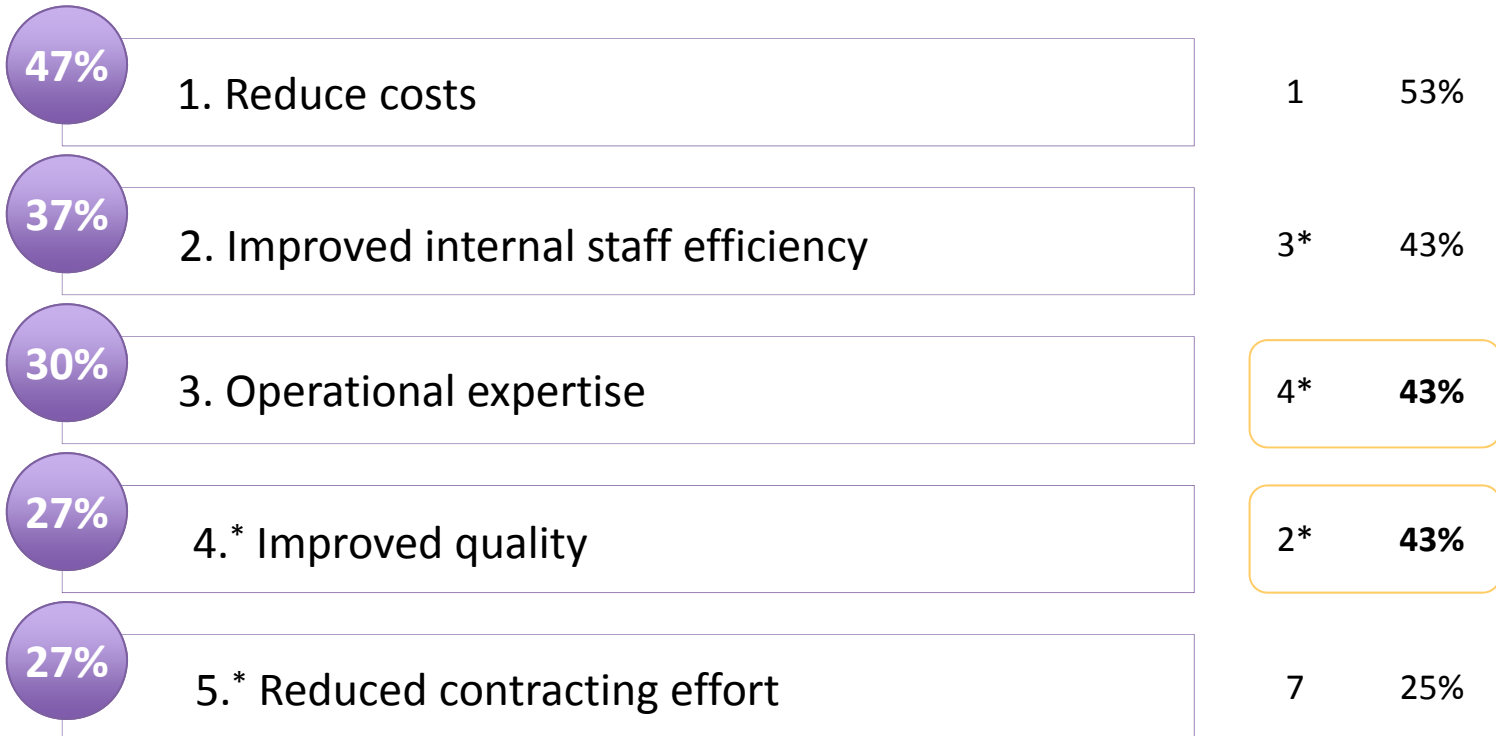 47% 1. Reduce costs 1 53%
37% 2. Improved internal staff efficiency 3* 43%
30% 3. Operational expertise 4* 43%
27% 4.* Improved quality 2* 43%
27% 5.* Reduced contracting effort 7 25%